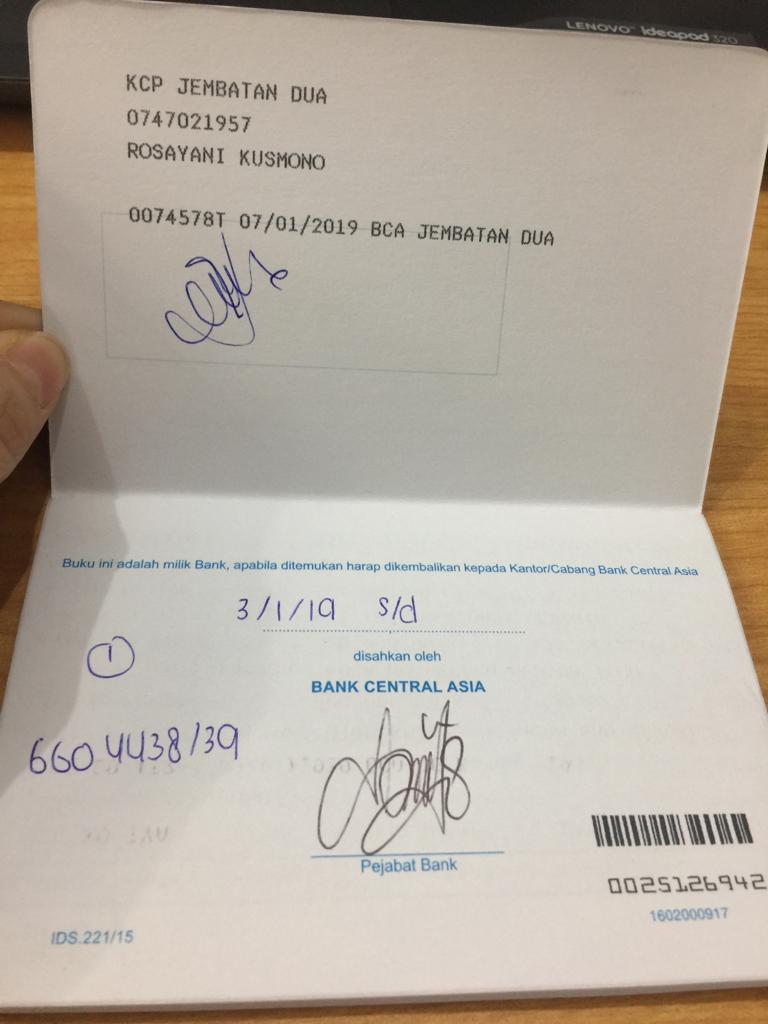 LENOVO ideapad 320
KCP JEMBATAN DUA
0747021957
ROSAYANI KUSMONO
0074578T 07/01/2019 BCA JEMBATAN DUA
Buku ini adalah milik Bank, apabila ditemukan harap dikembalikan kepada Kantor/Cabang Bank Central Asia
3/1/19 s/d
1
disahkan oleh
BANK CENTRAL ASIA
660 4438/39
Pejabat Bank
0025126942
1602000917
IDS.221/15